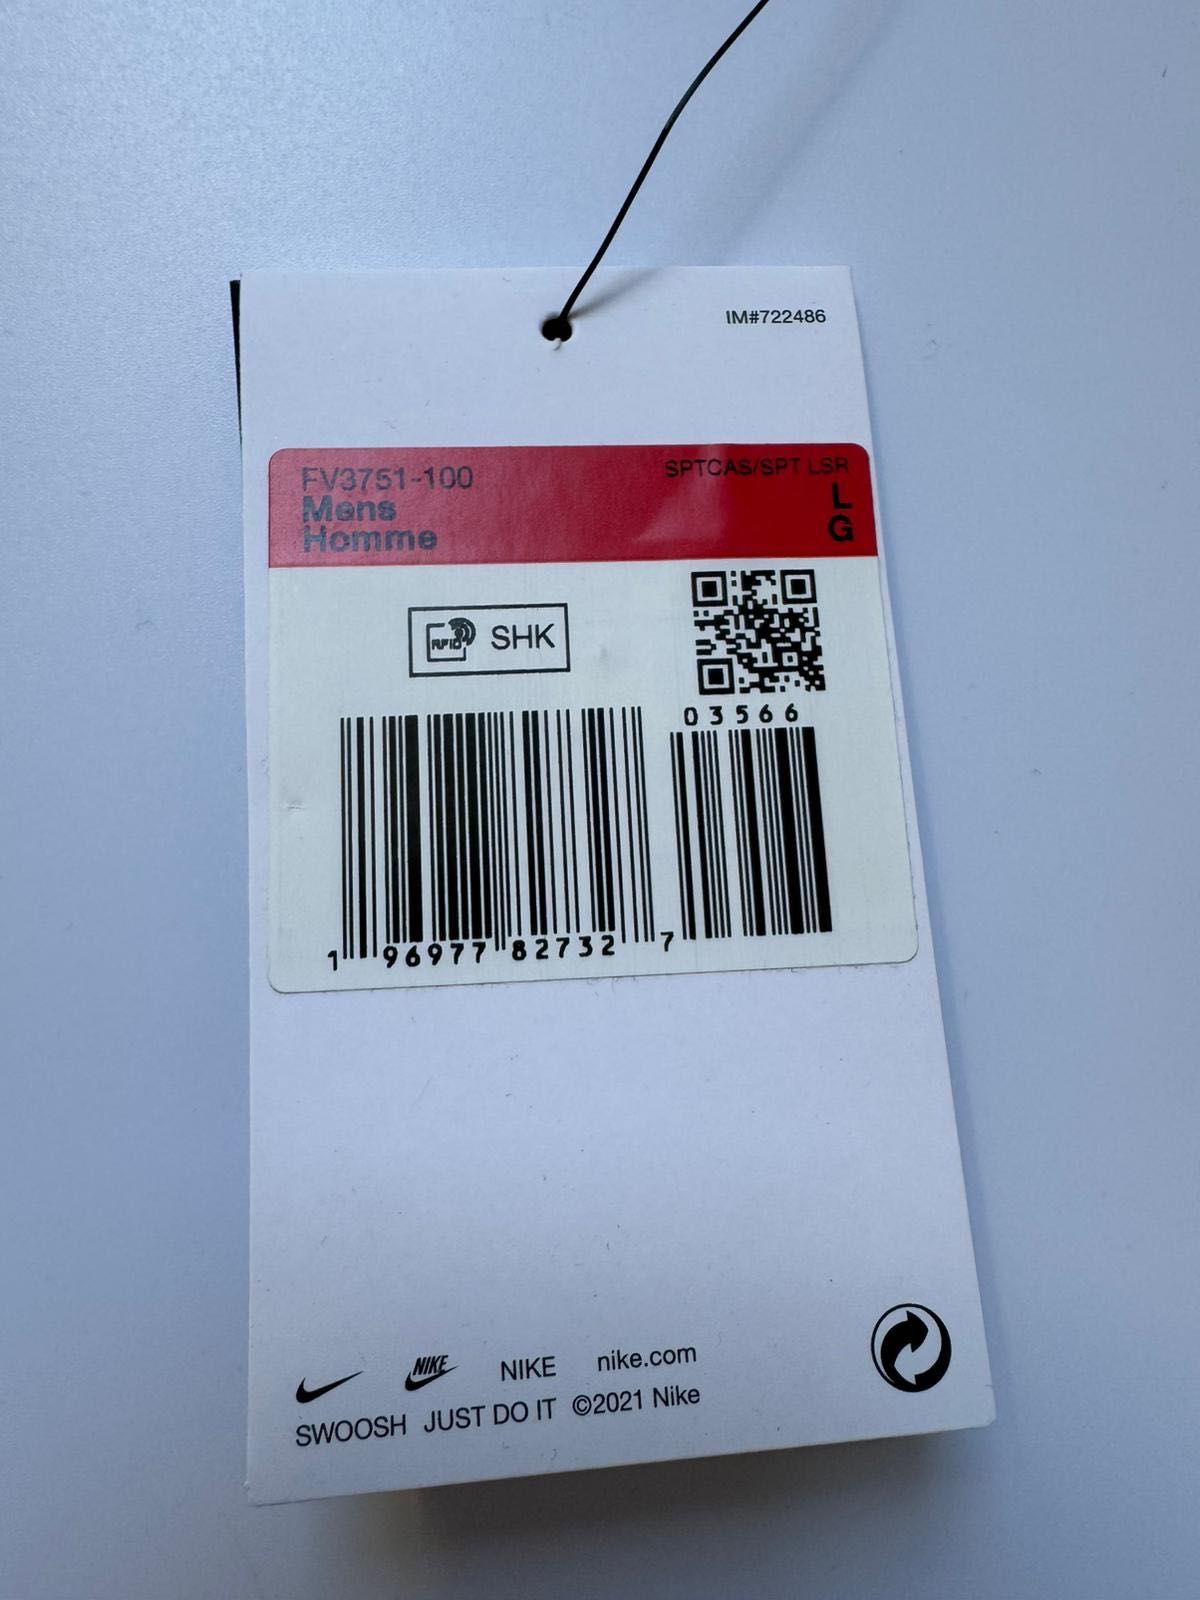 IM#722486
FV3751-100
SPTCAS/SPT LSR
Mens
L
Homme
G
RFID SHK
03566
1 96977 82732 7
NIKE NIKE nike.com
SWOOSH JUST DO IT ©2021 Nike